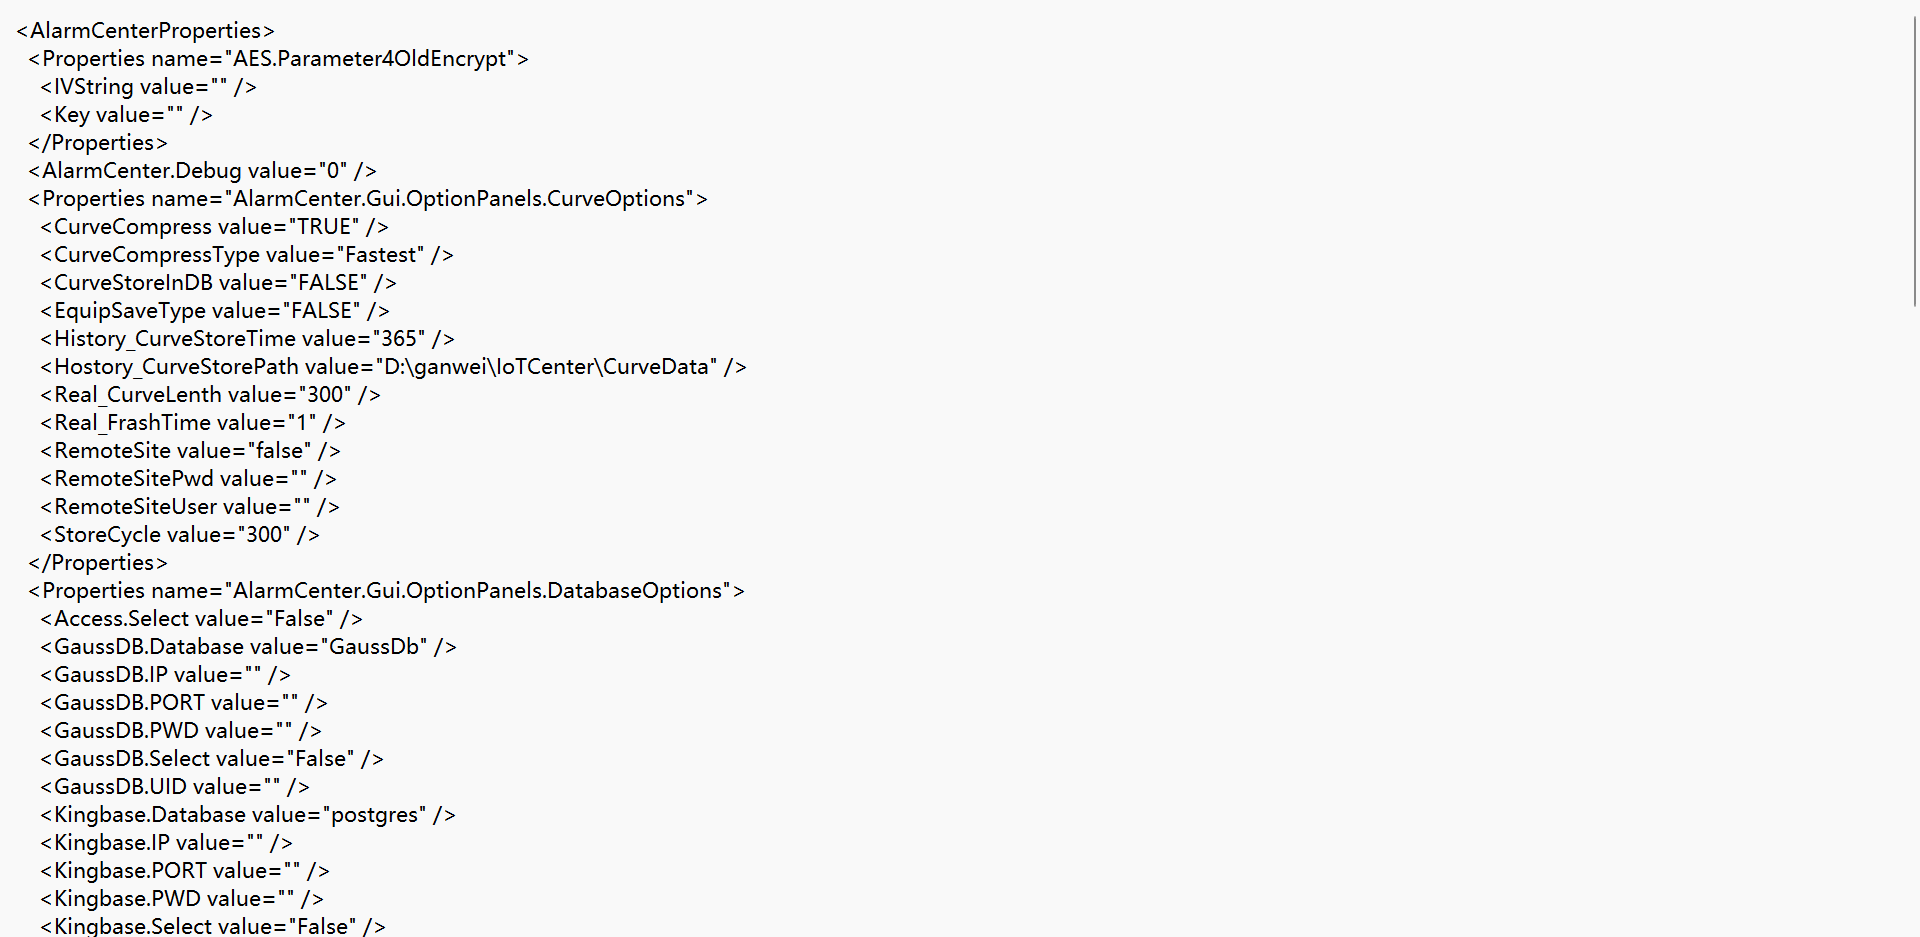 <AlarmCenterProperties>
<Properties name="AES.Parameter4OldEncrypt">
<IVString value="" />
<Key value="" />
</Properties>
<AlarmCenter.Debug value="0" />
<Properties name="AlarmCenter.Gui.OptionPanels.CurveOptions">
<CurveCompress value="TRUE" />
<CurveCompressType value="Fastest" />
<CurveStoreInDB value="FALSE" />
<EquipSaveType value="FALSE" />
<History_CurveStoreTime value="365" />
<Hostory_CurveStorePath value="D:\ganwei\IoTCenter\CurveData" />
<Real_CurveLenth value="300" />
<Real_FrashTime value="1" />
<RemoteSite value="false" />
<RemoteSitePwd value="" />
<RemoteSiteUser value="" />
<StoreCycle value="300" />
</Properties>
<Properties name="AlarmCenter.Gui.OptionPanels.DatabaseOptions">
<Access.Select value="False" />
<GaussDB.Database value="GaussDb" />
<GaussDB.IP value="" />
<GaussDB.PORT value="" />
<GaussDB.PWD value="" />
<GaussDB.Select value="False" />
<GaussDB.UID value="" />
<Kingbase.Database value="postgres" />
<Kingbase.IP value="" />
<Kingbase.PORT value="" />
<Kingbase.PWD value="" />
<Kingbase.Select value="False" />